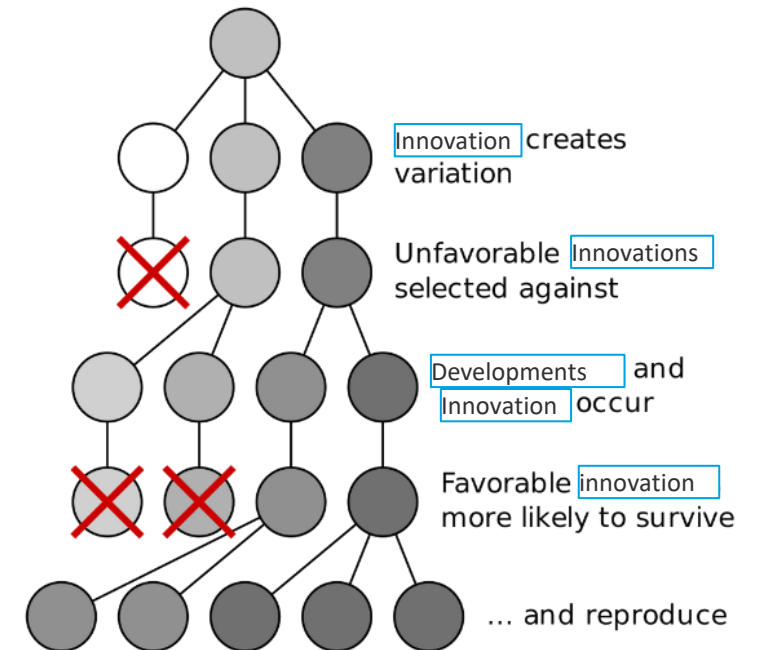 Innovation creates
variation
Unfavorable Innovations
selected against
Developments and
Innovation occur
Favorable innovation
more likely to survive
... and reproduce